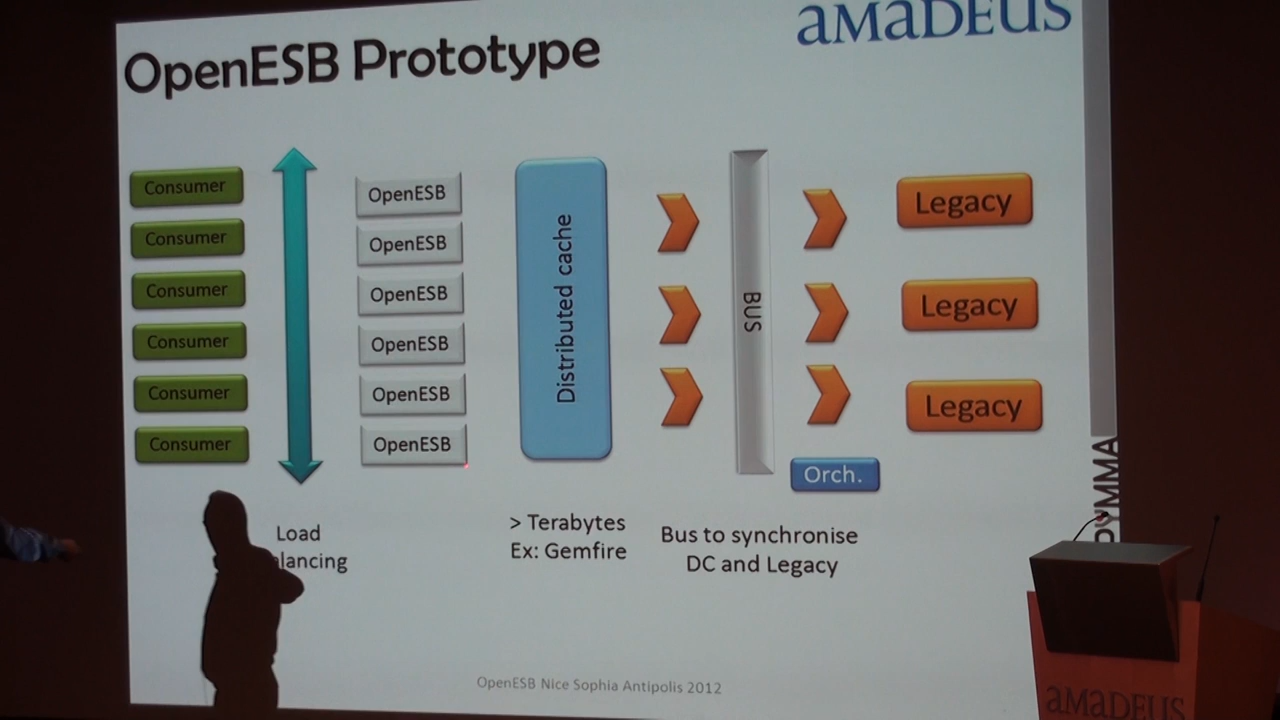 OpenESB Prototype
amadeus
Consumer
Consumer
Consumer
Consumer
Consumer
Consumer
OpenESB
OpenESB
OpenESB
OpenESB
OpenESB
OpenESB
Distributed cache
BUS
Legacy
Legacy
Legacy
Orch.
Load
lancing
> Terabytes
Ex: Gemfire
Bus to synchronise
DC and Legacy
OpenESB Nice Sophia Antipolis 2012
DYMMA
amadeus